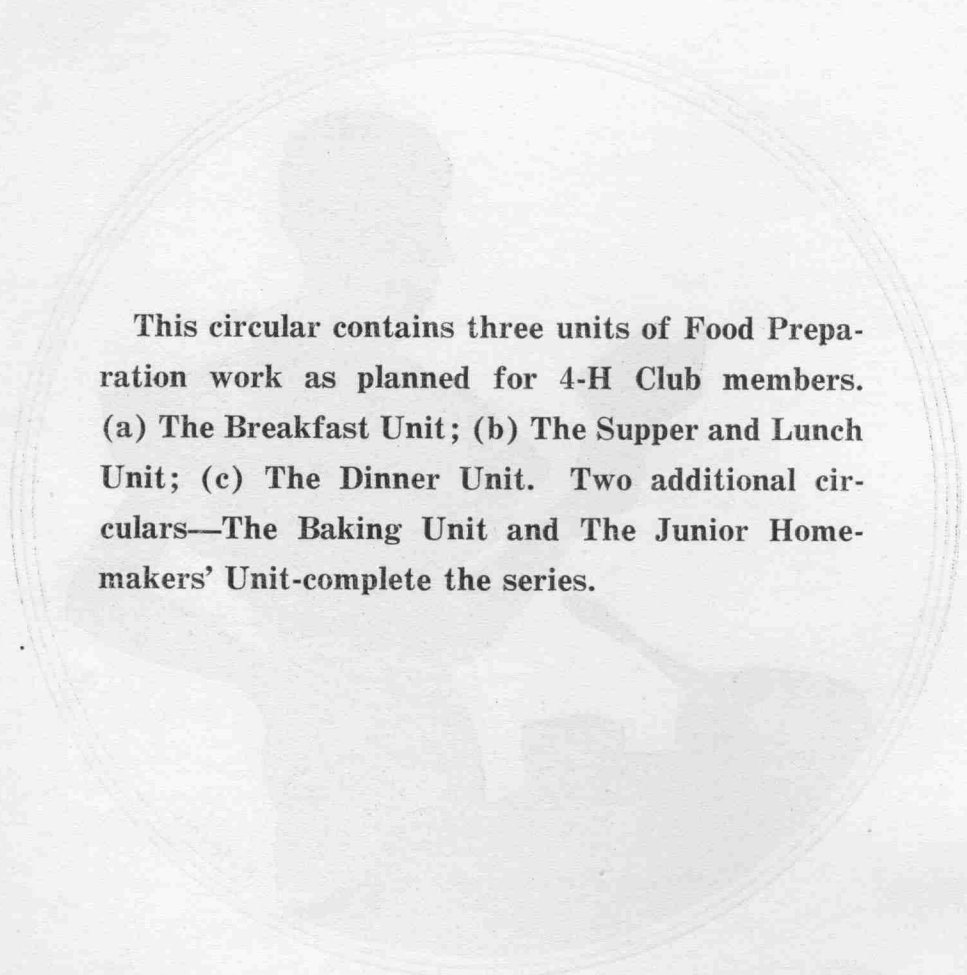 This circular contains three units of Food Prepa-
ration work as planned for 4-H Club members.
(a) The Breakfast Unit; (b) The Supper and Lunch
Unit; (c) The Dinner Unit. Two additional cir-
culars—The Baking Unit and The Junior Home-
makers' Unit-complete the series.